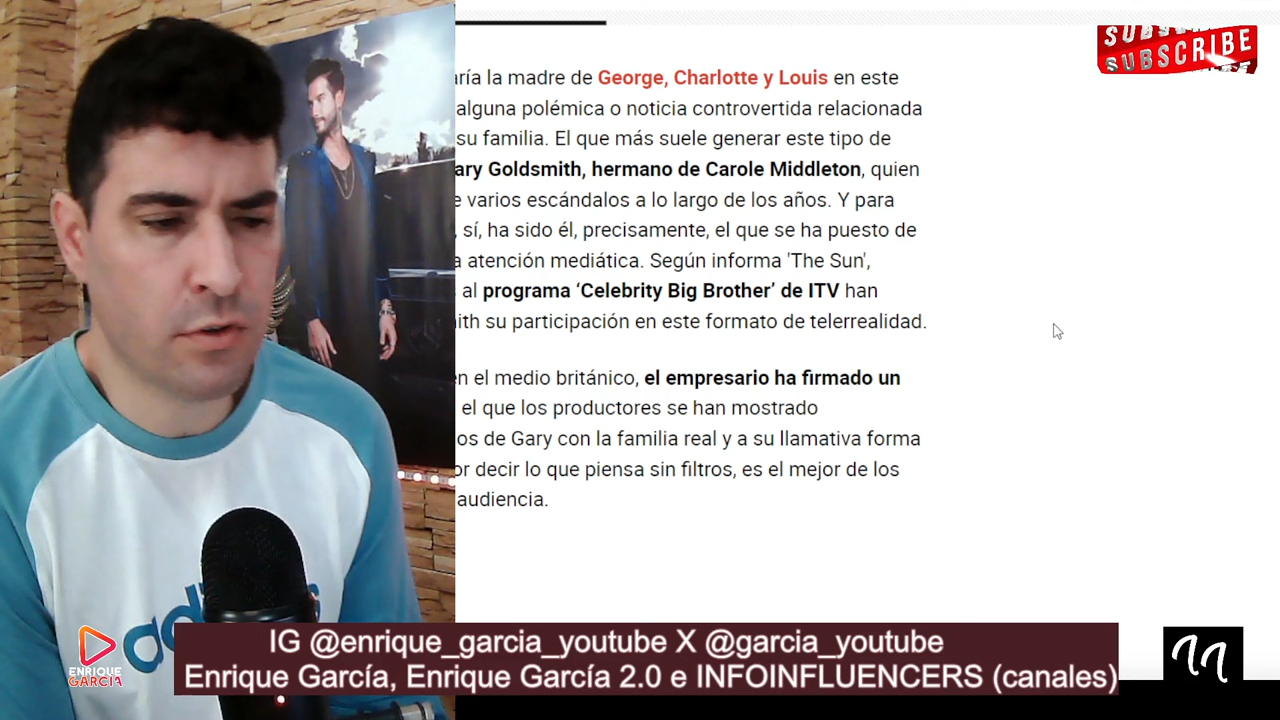 SUBSCRIBE
SUBSCRIBE
aría la madre de George, Charlotte y Louis en este
alguna polémica o noticia controvertida relacionada
su familia. El que más suele generar este tipo de
ary Goldsmith, hermano de Carole Middleton, quien
e varios escándalos a lo largo de los años. Y para
, sí, ha sido él, precisamente, el que se ha puesto de
a atención mediática. Según informa 'The Sun',
s al programa ‘Celebrity Big Brother’ de ITV han
ith su participación en este formato de telerrealidad.
en el medio británico, el empresario ha firmado un
el que los productores se han mostrado
os de Gary con la familia real y a su llamativa forma
or decir lo que piensa sin filtros, es el mejor de los
audiencia.
adidas
ENRIQUE
GARCÍA
IG @enrique_garcia_youtube X @garcia_youtube
Enrique García, Enrique García 2.0 e INFOINFLUENCERS (canales)